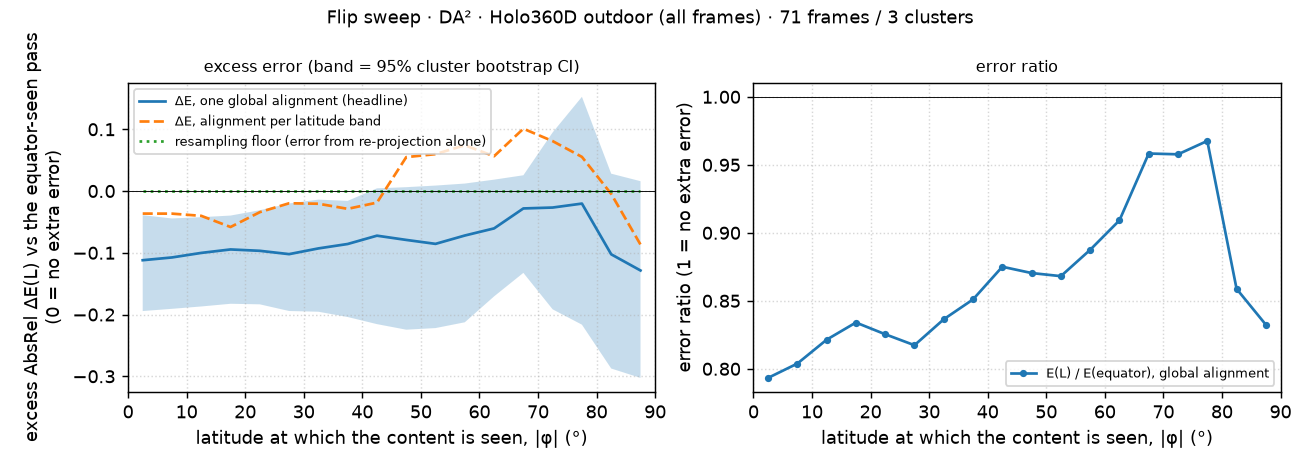 Flip sweep · DA² · Holo360D outdoor (all frames) · 71 frames / 3 clusters
excess error (band = 95% cluster bootstrap CI)
excess AbsRel ΔE(L) vs the equator-seen pass
(0 = no extra error)
0.1
0.0
−0.1
−0.2
−0.3
ΔE, one global alignment (headline)
ΔE, alignment per latitude band
resampling floor (error from re-projection alone)
0 10 20 30 40 50 60 70 80 90
latitude at which the content is seen, |φ| (°)
error ratio
error ratio (1 = no extra error)
1.00
0.95
0.90
0.85
0.80
E(L) / E(equator), global alignment
0 10 20 30 40 50 60 70 80 90
latitude at which the content is seen, |φ| (°)